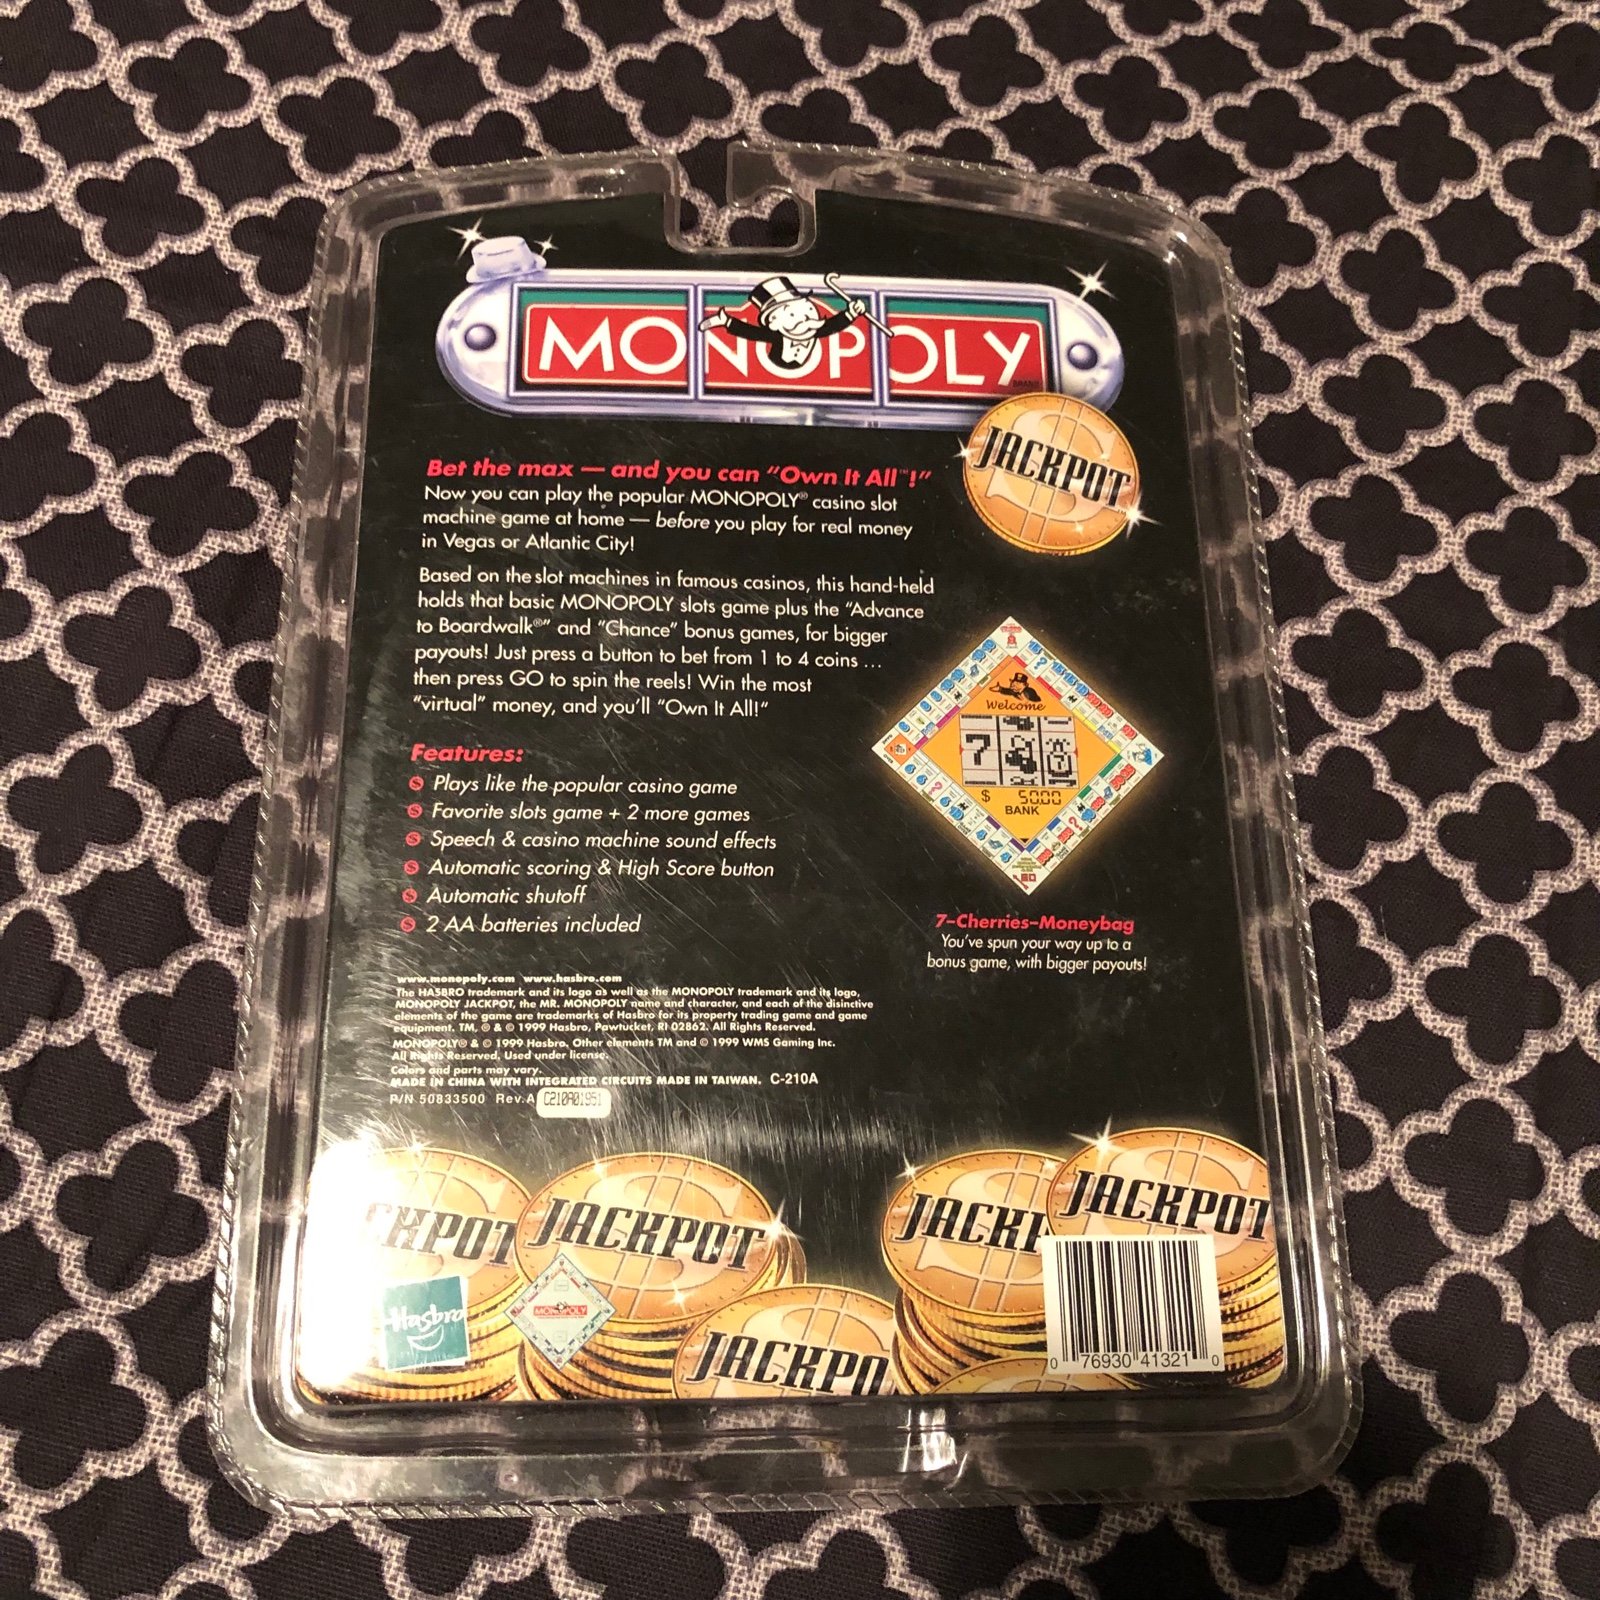 MONOPOLY
BRAND
JACKPOT
Bet the max — and you can "Own It All™!"
Now you can play the popular MONOPOLY® casino slot
machine game at home — before you play for real money
in Vegas or Atlantic City!
Based on the slot machines in famous casinos, this hand-held
holds that basic MONOPOLY slots game plus the "Advance
to Boardwalk®" and "Chance" bonus games, for bigger
payouts! Just press a button to bet from 1 to 4 coins ...
then press GO to spin the reels! Win the most
"virtual" money, and you'll "Own It All!"
Welcome
7
$ 5000
BANK
Features:
Plays like the popular casino game
Favorite slots game + 2 more games
Speech & casino machine sound effects
Automatic scoring & High Score button
Automatic shutoff
2 AA batteries included
7–Cherries–Moneybag
You've spun your way up to a
bonus game, with bigger payouts!
www.monopoly.com www.hasbro.com
The HASBRO trademark and its logo as well as the MONOPOLY trademark and its logo,
MONOPOLY JACKPOT, the MR. MONOPOLY name and character, and each of the disinctive
elements of the game are trademarks of Hasbro for its property trading game and game
equipment. TM, ® & © 1999 Hasbro, Pawtucket, RI 02862. All Rights Reserved.
MONOPOLY® & © 1999 Hasbro. Other elements TM and © 1999 WMS Gaming Inc.
All Rights Reserved. Used under license.
Colors and parts may vary.
MADE IN CHINA WITH INTEGRATED CIRCUITS MADE IN TAIWAN. C-210A
P/N 50833500 Rev.A C210A01951
CKPOT
JACKPOT
JACKP
JACKPOT
JACKPO
Hasbro
MONOPOLY
0 76930 41321 0